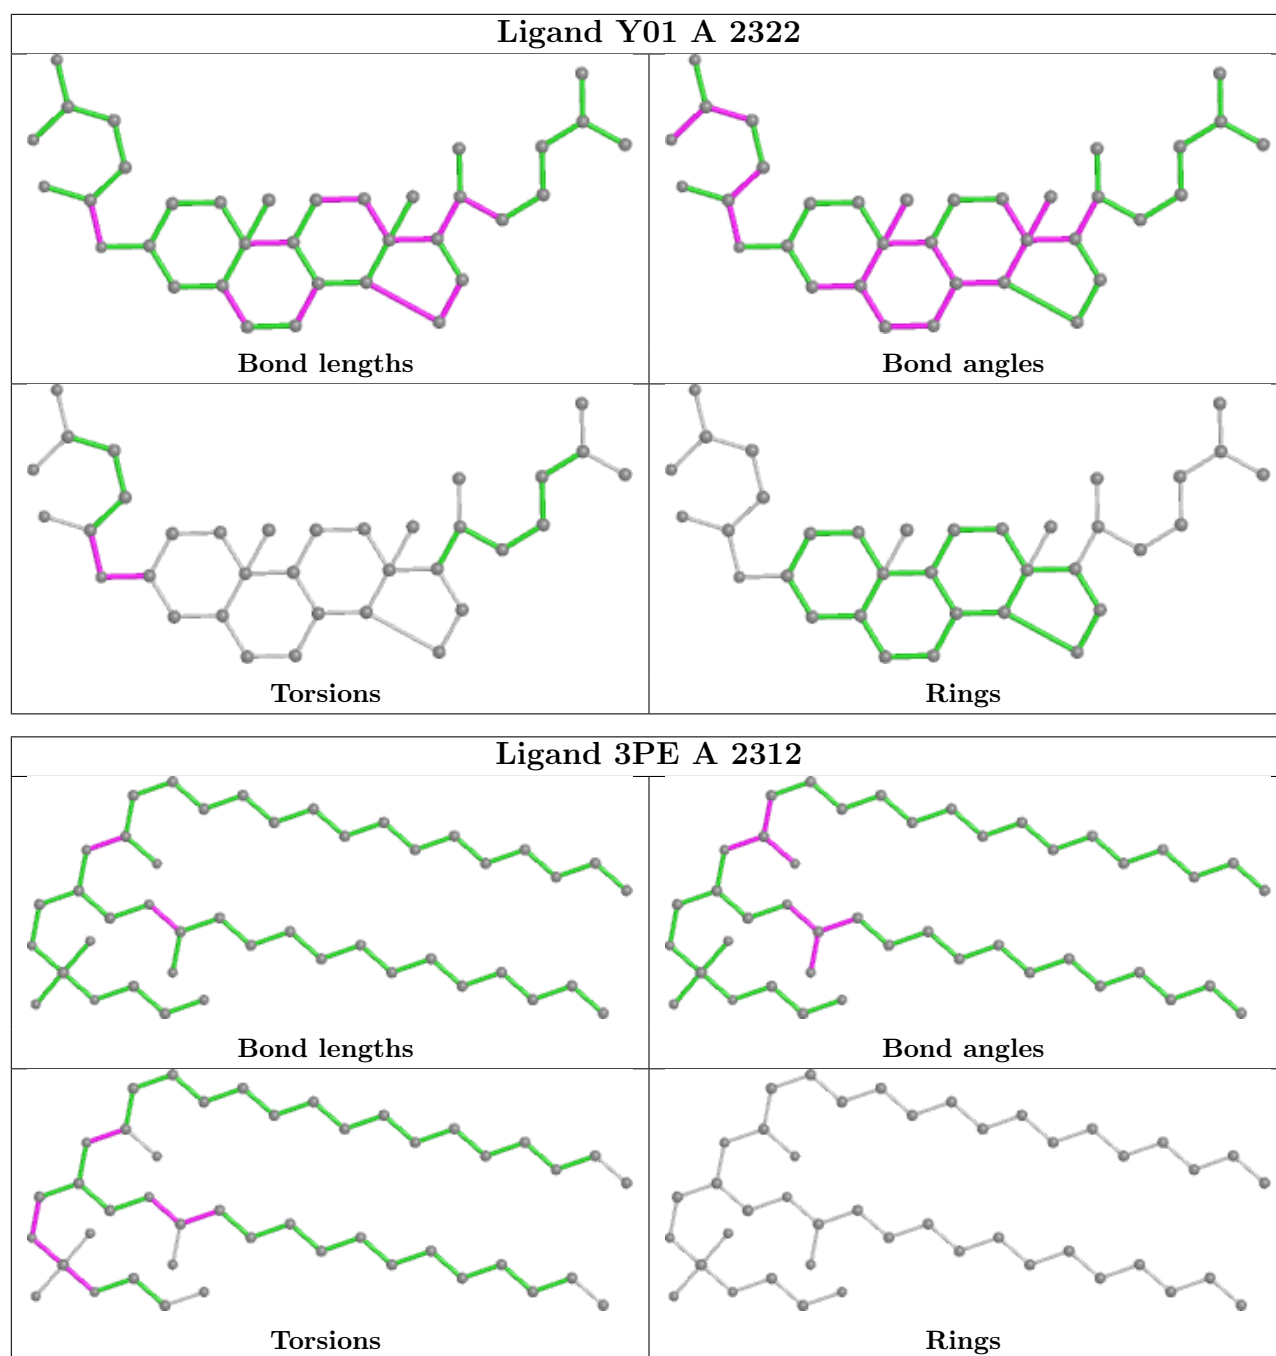 Ligand Y01 A 2322
Bond lengths
Bond angles
Torsions
Rings
Ligand 3PE A 2312
Bond lengths
Bond angles
Torsions
Rings